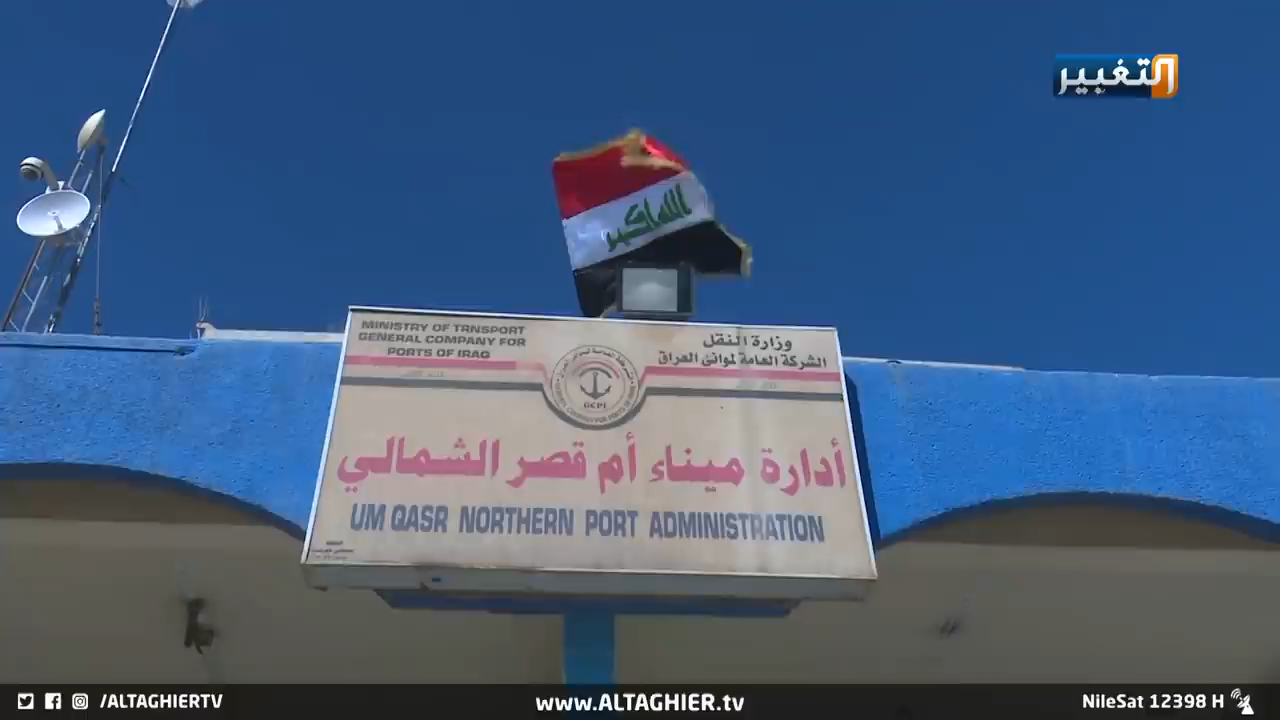 التغيير
الله اكبر
MINISTRY OF TRNSPORT
GENERAL COMPANY FOR
PORTS OF IRAQ
وزارة النقل
الشركة العامة لموانئ العراق
GCPI
أدارة ميناء أم قصر الشمالي
UM QASR NORTHERN PORT ADMINISTRATION
/ALTAGHIERTV
www.ALTAGHIER.tv
NileSat 12398 H